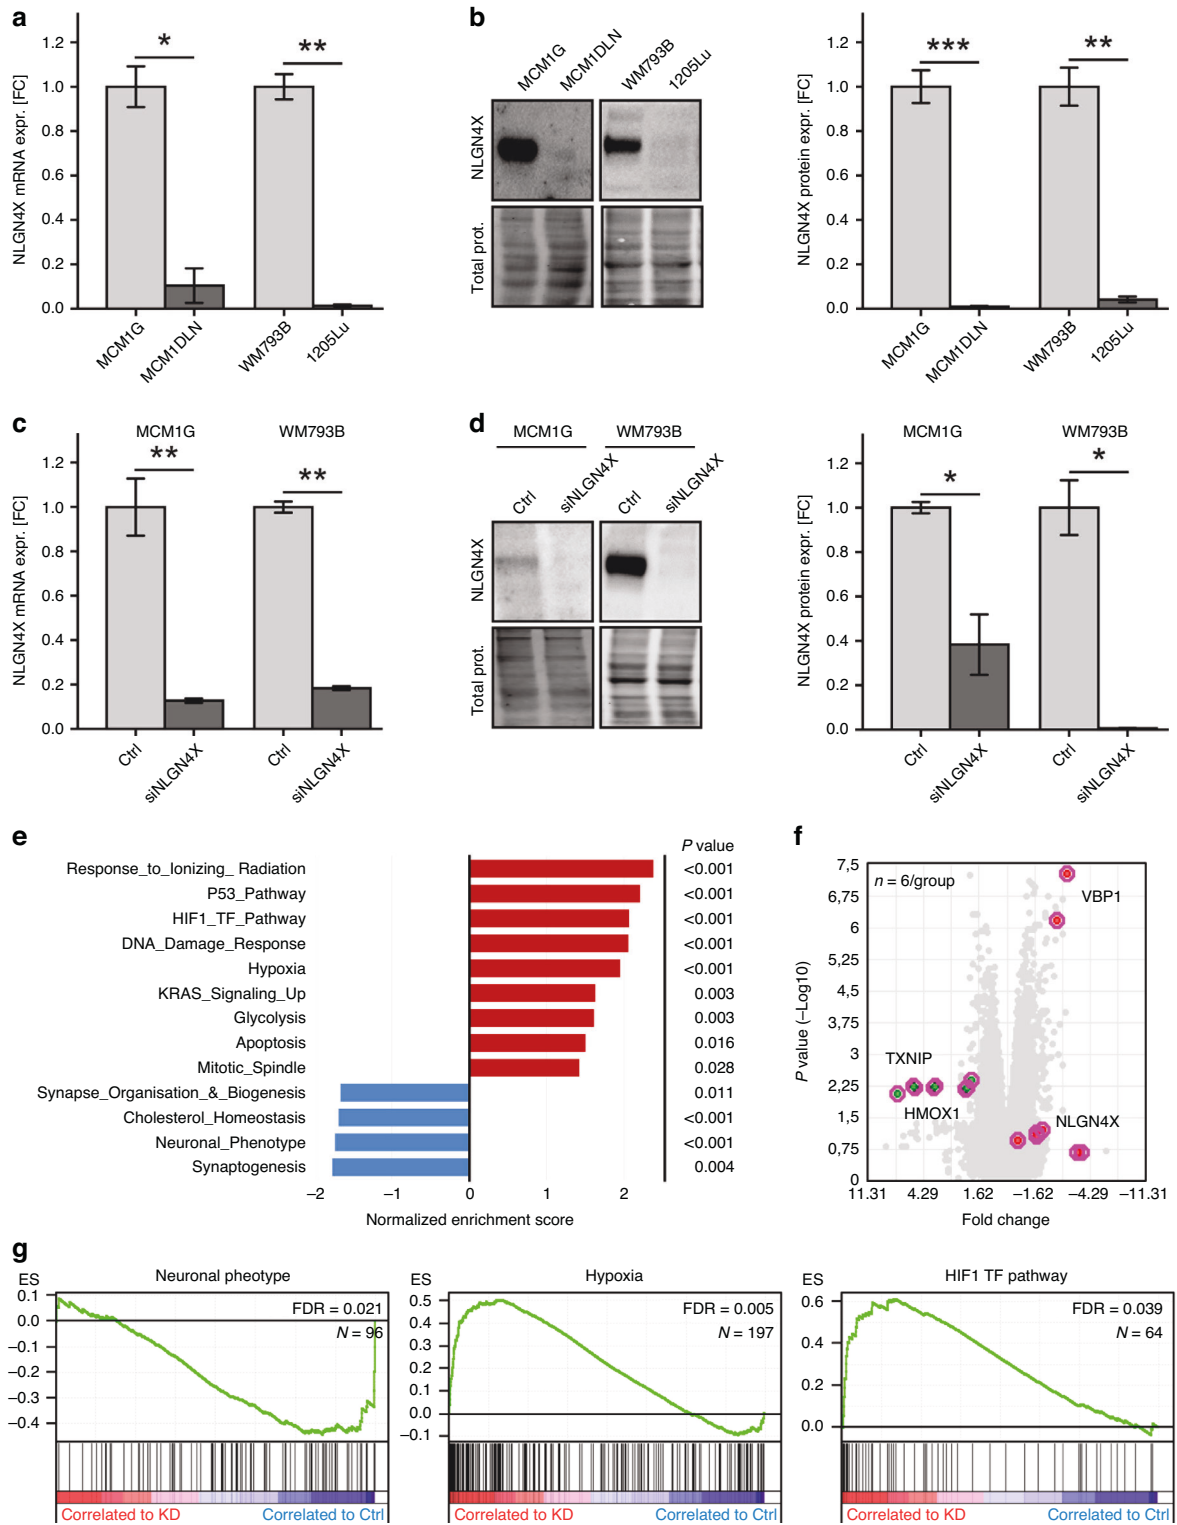 a
NLGN4X mRNA expr. [FC]
1.2
1.0
0.8
0.6
0.4
0.2
0.0
*
**
MCM1G
MCM1DLN
WM793B
1205Lu
b
MCM1G
MCM1DLN
WM793B
1205Lu
NLGN4X
Total prot.
NLGN4X protein expr. [FC]
1.2
1.0
0.8
0.6
0.4
0.2
0.0
***
**
MCM1G
MCM1DLN
WM793B
1205Lu
c
NLGN4X mRNA expr. [FC]
MCM1G
WM793B
1.2
1.0
0.8
0.6
0.4
0.2
0.0
**
**
Ctrl
siNLGN4X
Ctrl
siNLGN4X
d
MCM1G
WM793B
Ctrl
siNLGN4X
Ctrl
siNLGN4X
NLGN4X
Total prot.
NLGN4X protein expr. [FC]
MCM1G
WM793B
1.2
1.0
0.8
0.6
0.4
0.2
0.0
*
*
Ctrl
siNLGN4X
Ctrl
siNLGN4X
e
P value
Response_to_Ionizing_ Radiation <0.001
P53_Pathway <0.001
HIF1_TF_Pathway <0.001
DNA_Damage_Response <0.001
Hypoxia <0.001
KRAS_Signaling_Up 0.003
Glycolysis 0.003
Apoptosis 0.016
Mitotic_Spindle 0.028
Synapse_Organisation_&_Biogenesis 0.011
Cholesterol_Homeostasis <0.001
Neuronal_Phenotype <0.001
Synaptogenesis 0.004
−2 −1 0 1 2
Normalized enrichment score
f
P value (−Log10)
7,5
6,75
6
5,25
4,5
3,75
3
2,25
1,5
0,75
0
n = 6/group
VBP1
TXNIP
HMOX1
NLGN4X
11.31 4.29 1.62 −1.62 −4.29 −11.31
Fold change
g
ES
Neuronal pheotype
0.1
0.0
−0.1
−0.2
−0.3
−0.4
FDR = 0.021
N = 96
Correlated to KD
Correlated to Ctrl
ES
Hypoxia
0.5
0.4
0.3
0.2
0.1
0.0
−0.1
FDR = 0.005
N = 197
Correlated to KD
Correlated to Ctrl
ES
HIF1 TF pathway
0.6
0.4
0.2
0.0
FDR = 0.039
N = 64
Correlated to KD
Correlated to Ctrl